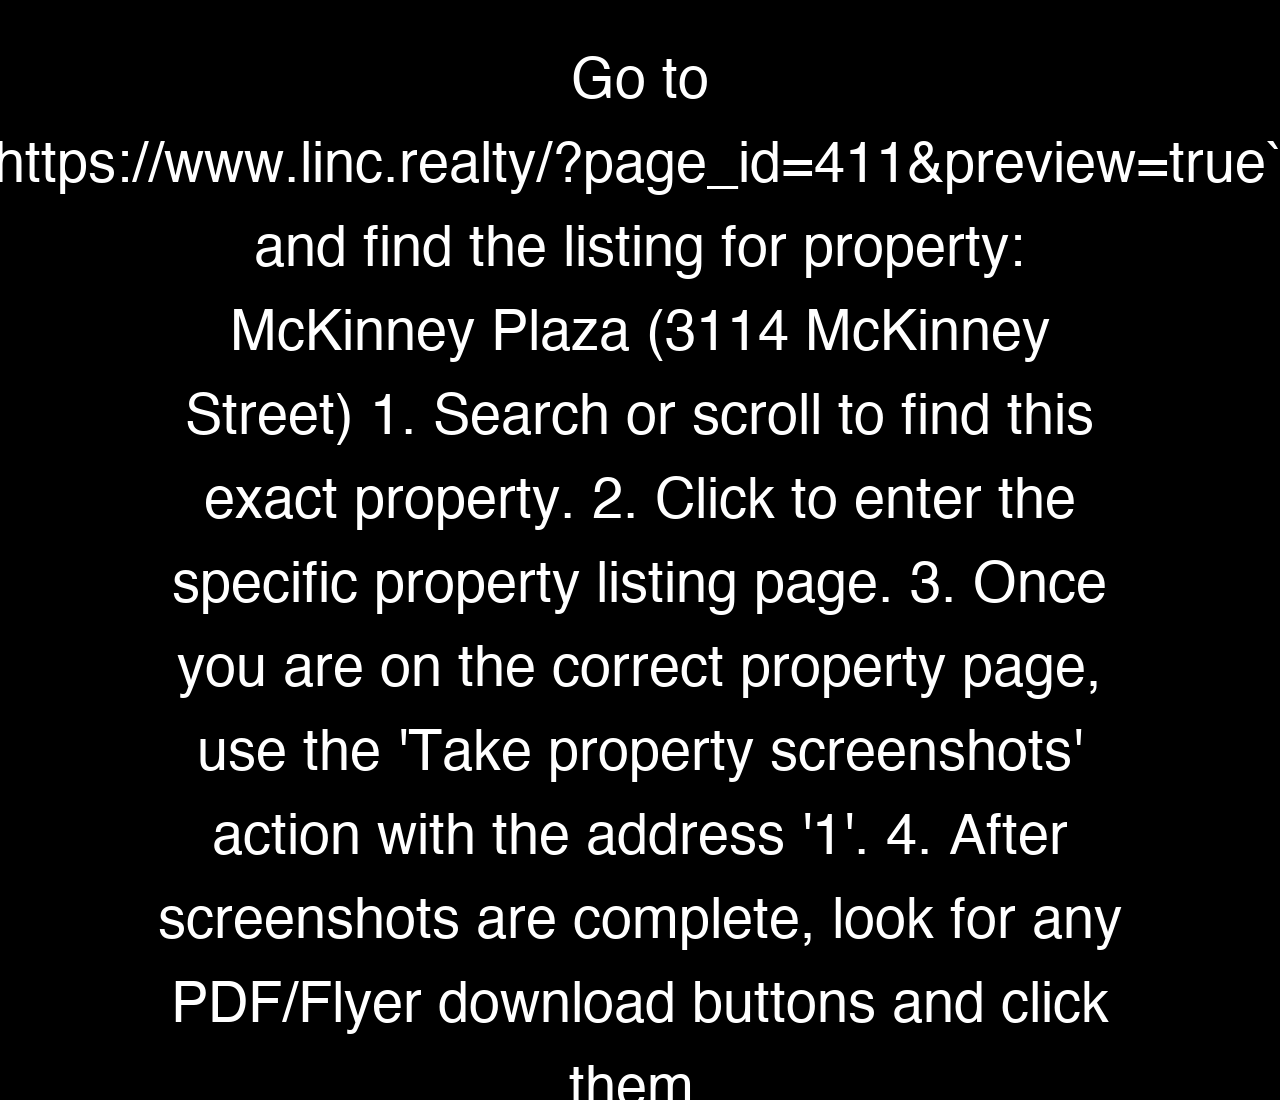 Go to
https://www.linc.realty/?page_id=411&preview=true`
and find the listing for property:
McKinney Plaza (3114 McKinney
Street) 1. Search or scroll to find this
exact property. 2. Click to enter the
specific property listing page. 3. Once
you are on the correct property page,
use the 'Take property screenshots'
action with the address '1'. 4. After
screenshots are complete, look for any
PDF/Flyer download buttons and click
them